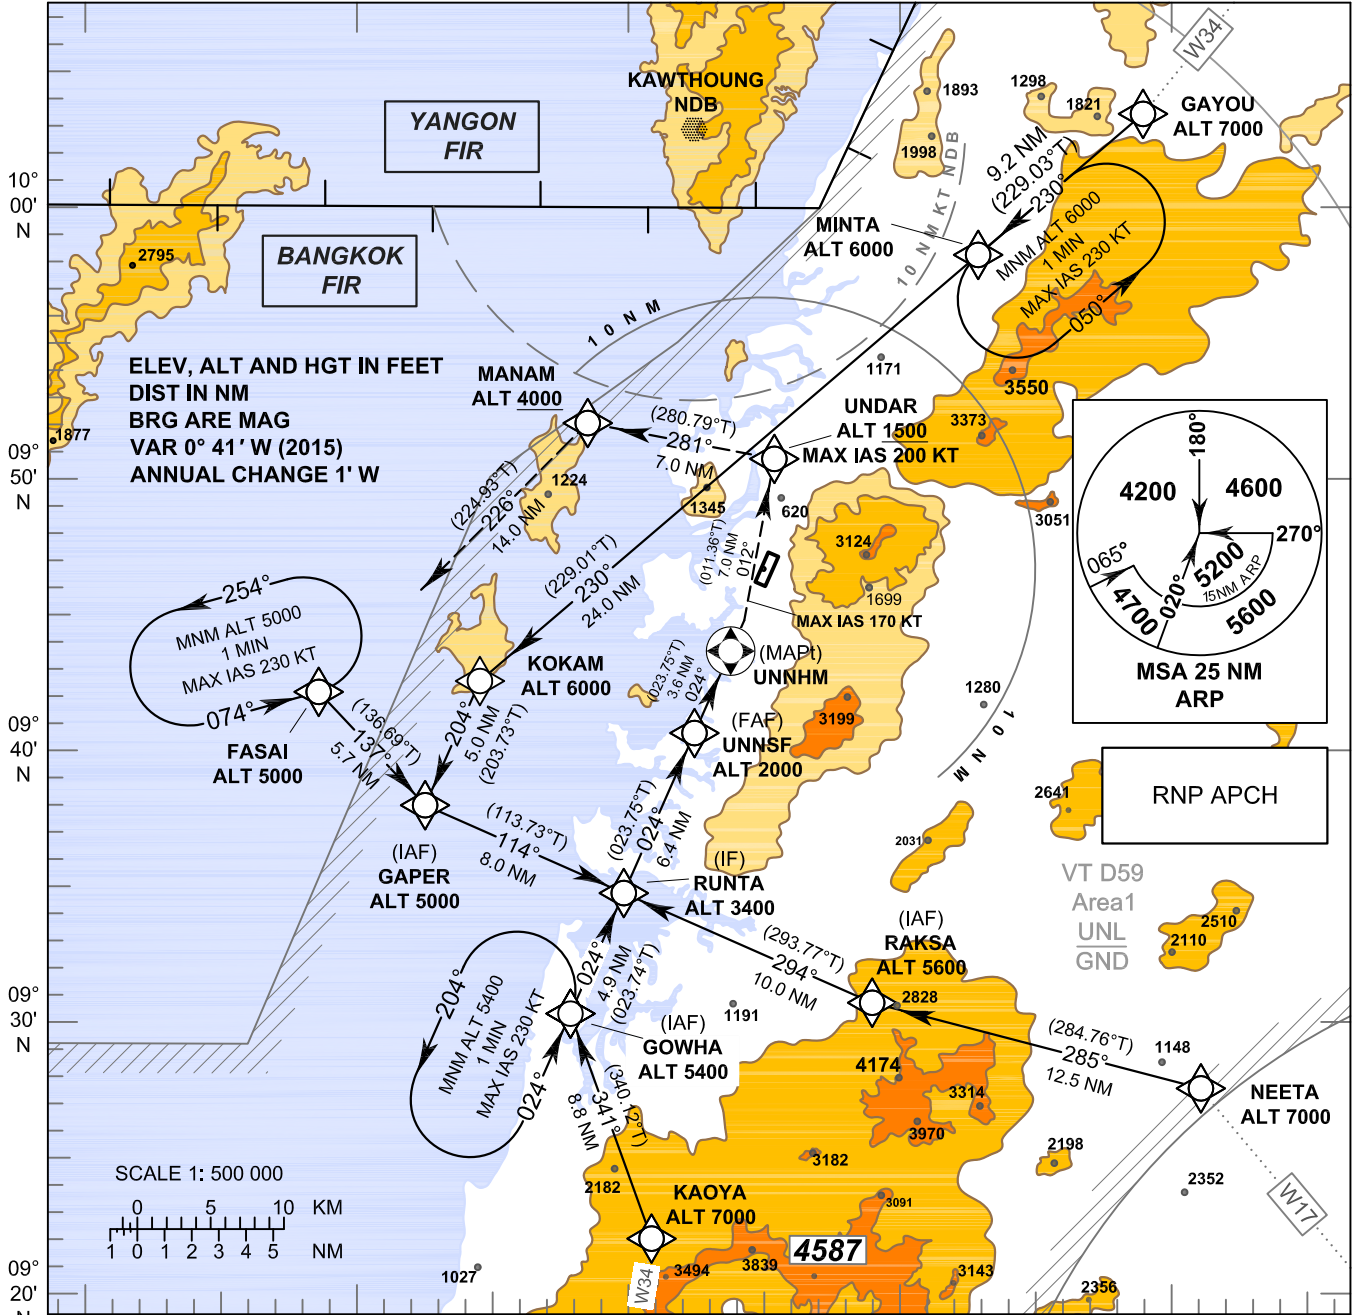 KAWTHOUNG
NDB
1893
1298
1821
GAYOU
ALT 7000
W34
YANGON
FIR
1998
9.2 NM
(229.03°T)
230°
10°
00'
N
BANGKOK
FIR
2795
MINTA
ALT 6000
10 NM KT NDB
MNM ALT 6000
1 MIN
MAX IAS 230 KT
050°
10 NM
ELEV, ALT AND HGT IN FEET
DIST IN NM
BRG ARE MAG
VAR 0° 41' W (2015)
ANNUAL CHANGE 1' W
1877
MANAM
ALT 4000
1171
3550
(280.79°T)
281°
7.0 NM
UNDAR
ALT 1500
MAX IAS 200 KT
3373
09°
50'
N
(224.93°T)
226°
14.0 NM
1224
1345
620
3051
3124
1699
(011.36°T)
7.0 NM
012°
MAX IAS 170 KT
(229.01°T)
230°
24.0 NM
180°
4200
4600
270°
065°
5200
15NM ARP
4700
020°
5600
MSA 25 NM
ARP
254°
MNM ALT 5000
1 MIN
MAX IAS 230 KT
074°
FASAI
ALT 5000
KOKAM
ALT 6000
(MAPt)
UNNHM
(023.75°T)
3.6 NM
024°
1280
3199
10 NM
09°
40'
N
(136.69°T)
137°
5.7 NM
204°
5.0 NM
(203.73°T)
(FAF)
UNNSF
ALT 2000
RNP APCH
2641
2031
(IAF)
GAPER
ALT 5000
(113.73°T)
114°
8.0 NM
(023.75°T)
024°
6.4 NM
(IF)
RUNTA
ALT 3400
VT D59
Area1
UNL
GND
2510
2110
(IAF)
RAKSA
ALT 5600
(293.77°T)
294°
10.0 NM
2828
204°
MNM ALT 5400
1 MIN
MAX IAS 230 KT
024°
024°
4.9 NM
(023.74°T)
09°
30'
N
1191
(IAF)
GOWHA
ALT 5400
(284.76°T)
285°
12.5 NM
1148
NEETA
ALT 7000
4174
3314
3970
(340.12°T)
341°
8.8 NM
3182
2198
2352
W17
2182
KAOYA
ALT 7000
3091
SCALE 1: 500 000
0 5 10 KM
1 0 1 2 3 4 5 NM
4587
3839
3494
3143
2356
1027
W34
09°
20'
N